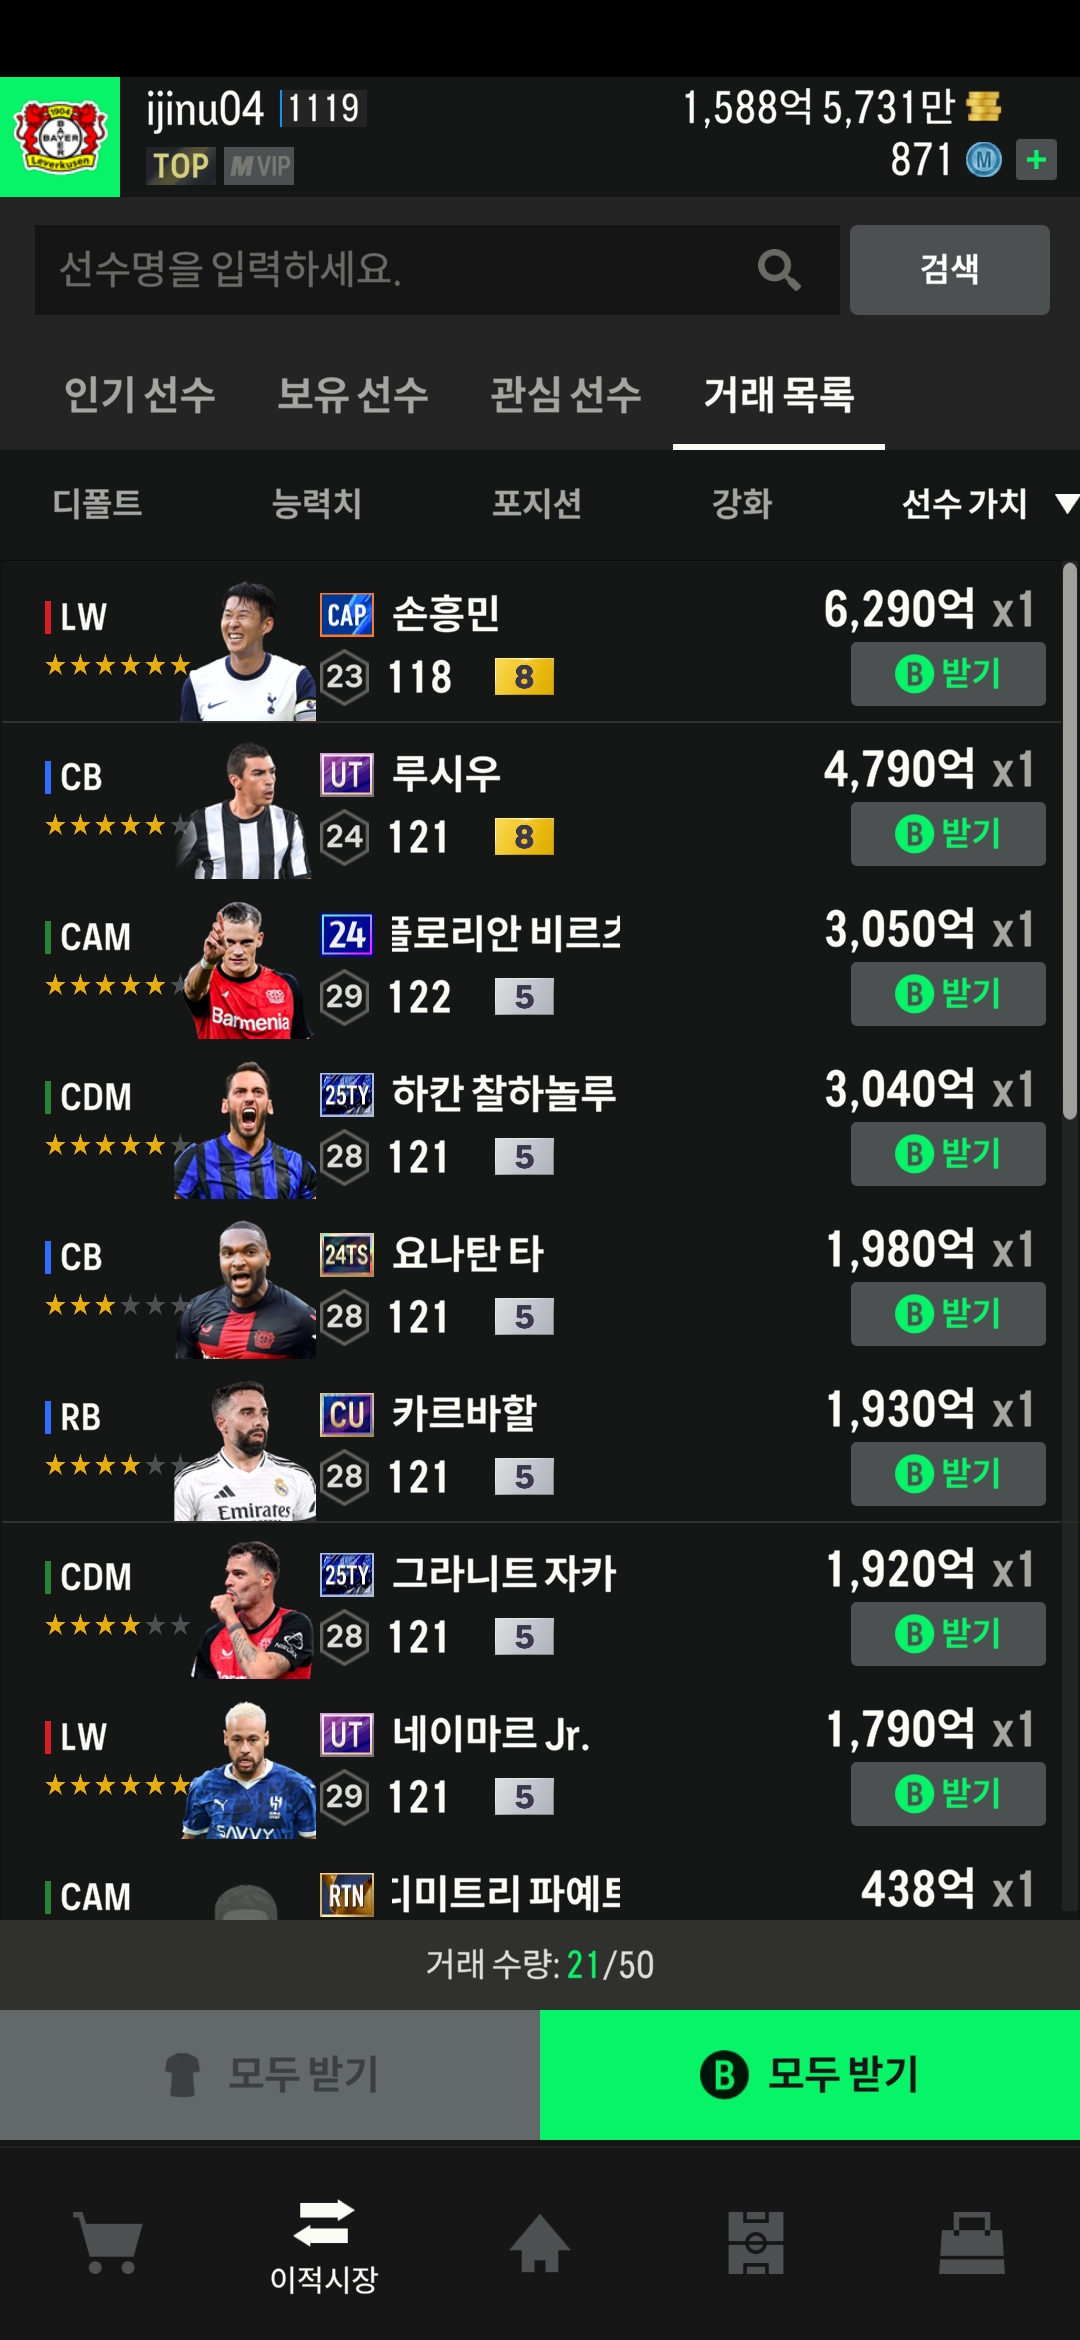 ijinu04 1119
1,588억 5,731만
TOP M VIP
871 M +
1904
BAYER
Leverkusen
선수명을 입력하세요.
검색
인기 선수 보유 선수 관심 선수 거래 목록
디폴트 능력치 포지션 강화 선수 가치 ▼
LW CAP 손흥민 6,290억 x1
★★★★★★ 23 118 8 B 받기
CB UT 루시우 4,790억 x1
★★★★★★ 24 121 8 B 받기
CAM 24 플로리안 비르츠 3,050억 x1
★★★★★★ 29 122 5 B 받기
Barmenia
CDM 25TY 하칸 찰하놀루 3,040억 x1
★★★★★★ 28 121 5 B 받기
CB 24TS 요나탄 타 1,980억 x1
★★★★★★ 28 121 5 B 받기
RB CU 카르바할 1,930억 x1
★★★★★★ 28 121 5 B 받기
Emirates
CDM 25TY 그라니트 자카 1,920억 x1
★★★★★★ 28 121 5 B 받기
LW UT 네이마르 Jr. 1,790억 x1
★★★★★★ 29 121 5 B 받기
SAVVY
CAM RTN 디미트리 파예트 438억 x1
거래 수량: 21/50
모두 받기 B 모두 받기
이적시장